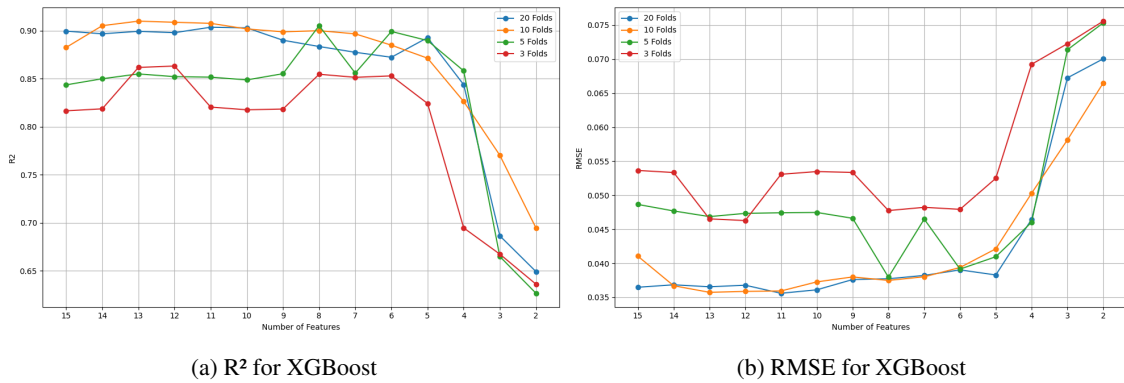 0.90
0.85
0.80
0.75
0.70
0.65
R2
15 14 13 12 11 10 9 8 7 6 5 4 3 2
Number of Features
20 Folds
10 Folds
5 Folds
3 Folds
(a) R² for XGBoost
0.075
0.070
0.065
0.060
0.055
0.050
0.045
0.040
0.035
RMSE
15 14 13 12 11 10 9 8 7 6 5 4 3 2
Number of Features
20 Folds
10 Folds
5 Folds
3 Folds
(b) RMSE for XGBoost